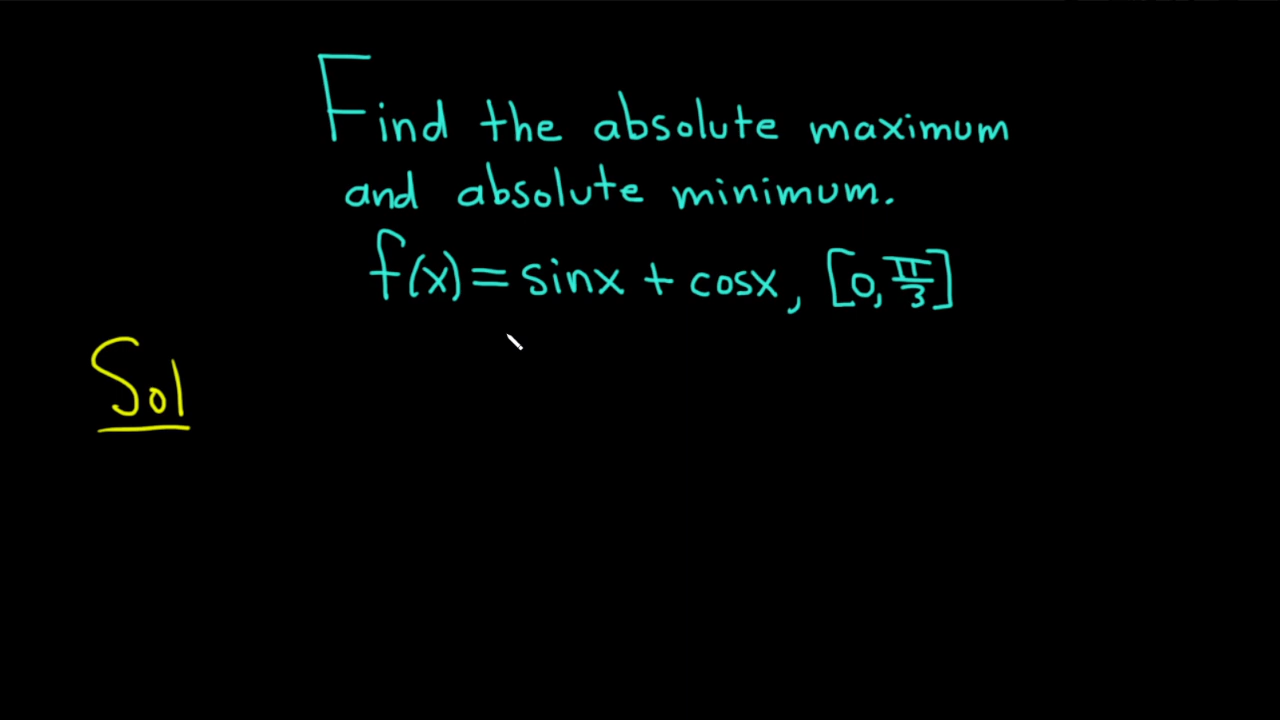 Find the absolute maximum
and absolute minimum.
f(x) = sinx + cosx, [0, π/3]
Sol